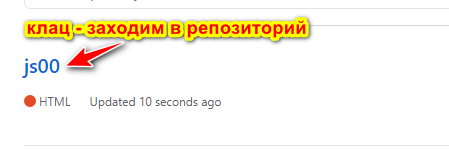 клац - заходим в репозиторий
js00
HTML Updated 10 seconds ago